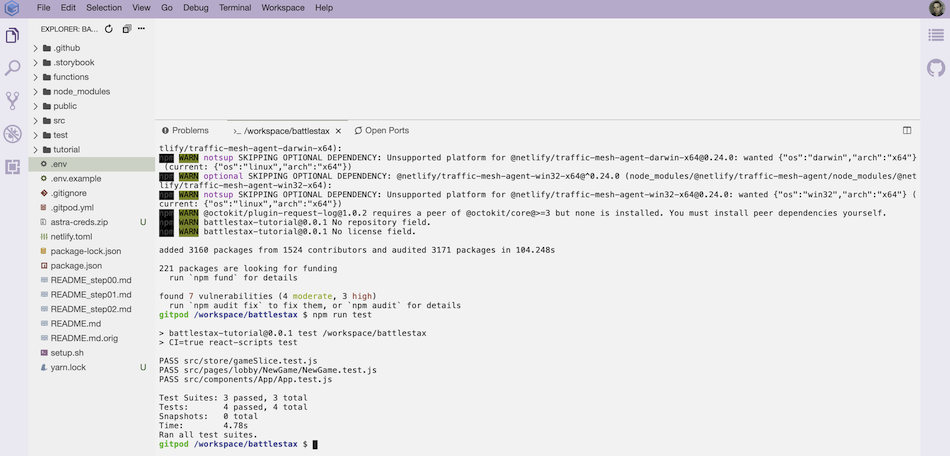 File Edit Selection View Go Debug Terminal Workspace Help
EXPLORER: BA...
.github
.storybook
functions
node_modules
public
src
test
tutorial
.env
.env.example
.gitignore
.gitpod.yml
astra-creds.zip U
netlify.toml
package-lock.json
package.json
README_step00.md
README_step01.md
README_step02.md
README.md
README.md.orig
setup.sh
yarn.lock U
Problems >_ /workspace/battlestax × Open Ports
tlify/traffic-mesh-agent-darwin-x64):
npm WARN notsup SKIPPING OPTIONAL DEPENDENCY: Unsupported platform for @netlify/traffic-mesh-agent-darwin-x64@0.24.0: wanted {"os":"darwin","arch":"x64"}
(current: {"os":"linux","arch":"x64"})
npm WARN optional SKIPPING OPTIONAL DEPENDENCY: @netlify/traffic-mesh-agent-win32-x64@^0.24.0 (node_modules/@netlify/traffic-mesh-agent/node_modules/@net
lify/traffic-mesh-agent-win32-x64):
npm WARN notsup SKIPPING OPTIONAL DEPENDENCY: Unsupported platform for @netlify/traffic-mesh-agent-win32-x64@0.24.0: wanted {"os":"win32","arch":"x64"} (
current: {"os":"linux","arch":"x64"})
npm WARN @octokit/plugin-request-log@1.0.2 requires a peer of @octokit/core@>=3 but none is installed. You must install peer dependencies yourself.
npm WARN battlestax-tutorial@0.0.1 No repository field.
npm WARN battlestax-tutorial@0.0.1 No license field.
added 3160 packages from 1524 contributors and audited 3171 packages in 104.248s
221 packages are looking for funding
run `npm fund` for details
found 7 vulnerabilities (4 moderate, 3 high)
run `npm audit fix` to fix them, or `npm audit` for details
gitpod /workspace/battlestax $ npm run test
> battlestax-tutorial@0.0.1 test /workspace/battlestax
> CI=true react-scripts test
PASS src/store/gameSlice.test.js
PASS src/pages/lobby/NewGame/NewGame.test.js
PASS src/components/App/App.test.js
Test Suites: 3 passed, 3 total
Tests: 4 passed, 4 total
Snapshots: 0 total
Time: 4.78s
Ran all test suites.
gitpod /workspace/battlestax $